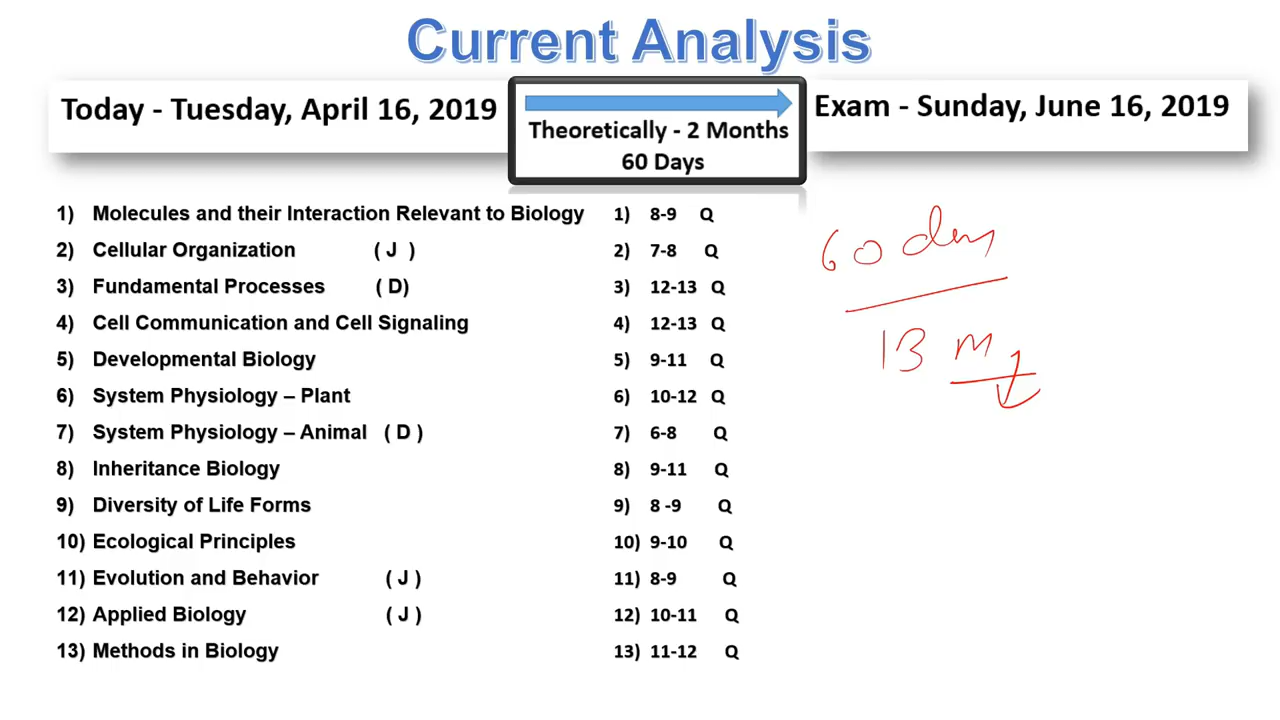 Current Analysis
Today - Tuesday, April 16, 2019
Theoretically - 2 Months
60 Days
Exam - Sunday, June 16, 2019
1) Molecules and their Interaction Relevant to Biology 1) 8-9 Q
2) Cellular Organization ( J ) 2) 7-8 Q
3) Fundamental Processes ( D) 3) 12-13 Q
4) Cell Communication and Cell Signaling 4) 12-13 Q
5) Developmental Biology 5) 9-11 Q
6) System Physiology – Plant 6) 10-12 Q
7) System Physiology – Animal ( D ) 7) 6-8 Q
8) Inheritance Biology 8) 9-11 Q
9) Diversity of Life Forms 9) 8 -9 Q
10) Ecological Principles 10) 9-10 Q
11) Evolution and Behavior ( J ) 11) 8-9 Q
12) Applied Biology ( J ) 12) 10-11 Q
13) Methods in Biology 13) 11-12 Q
60 days
13